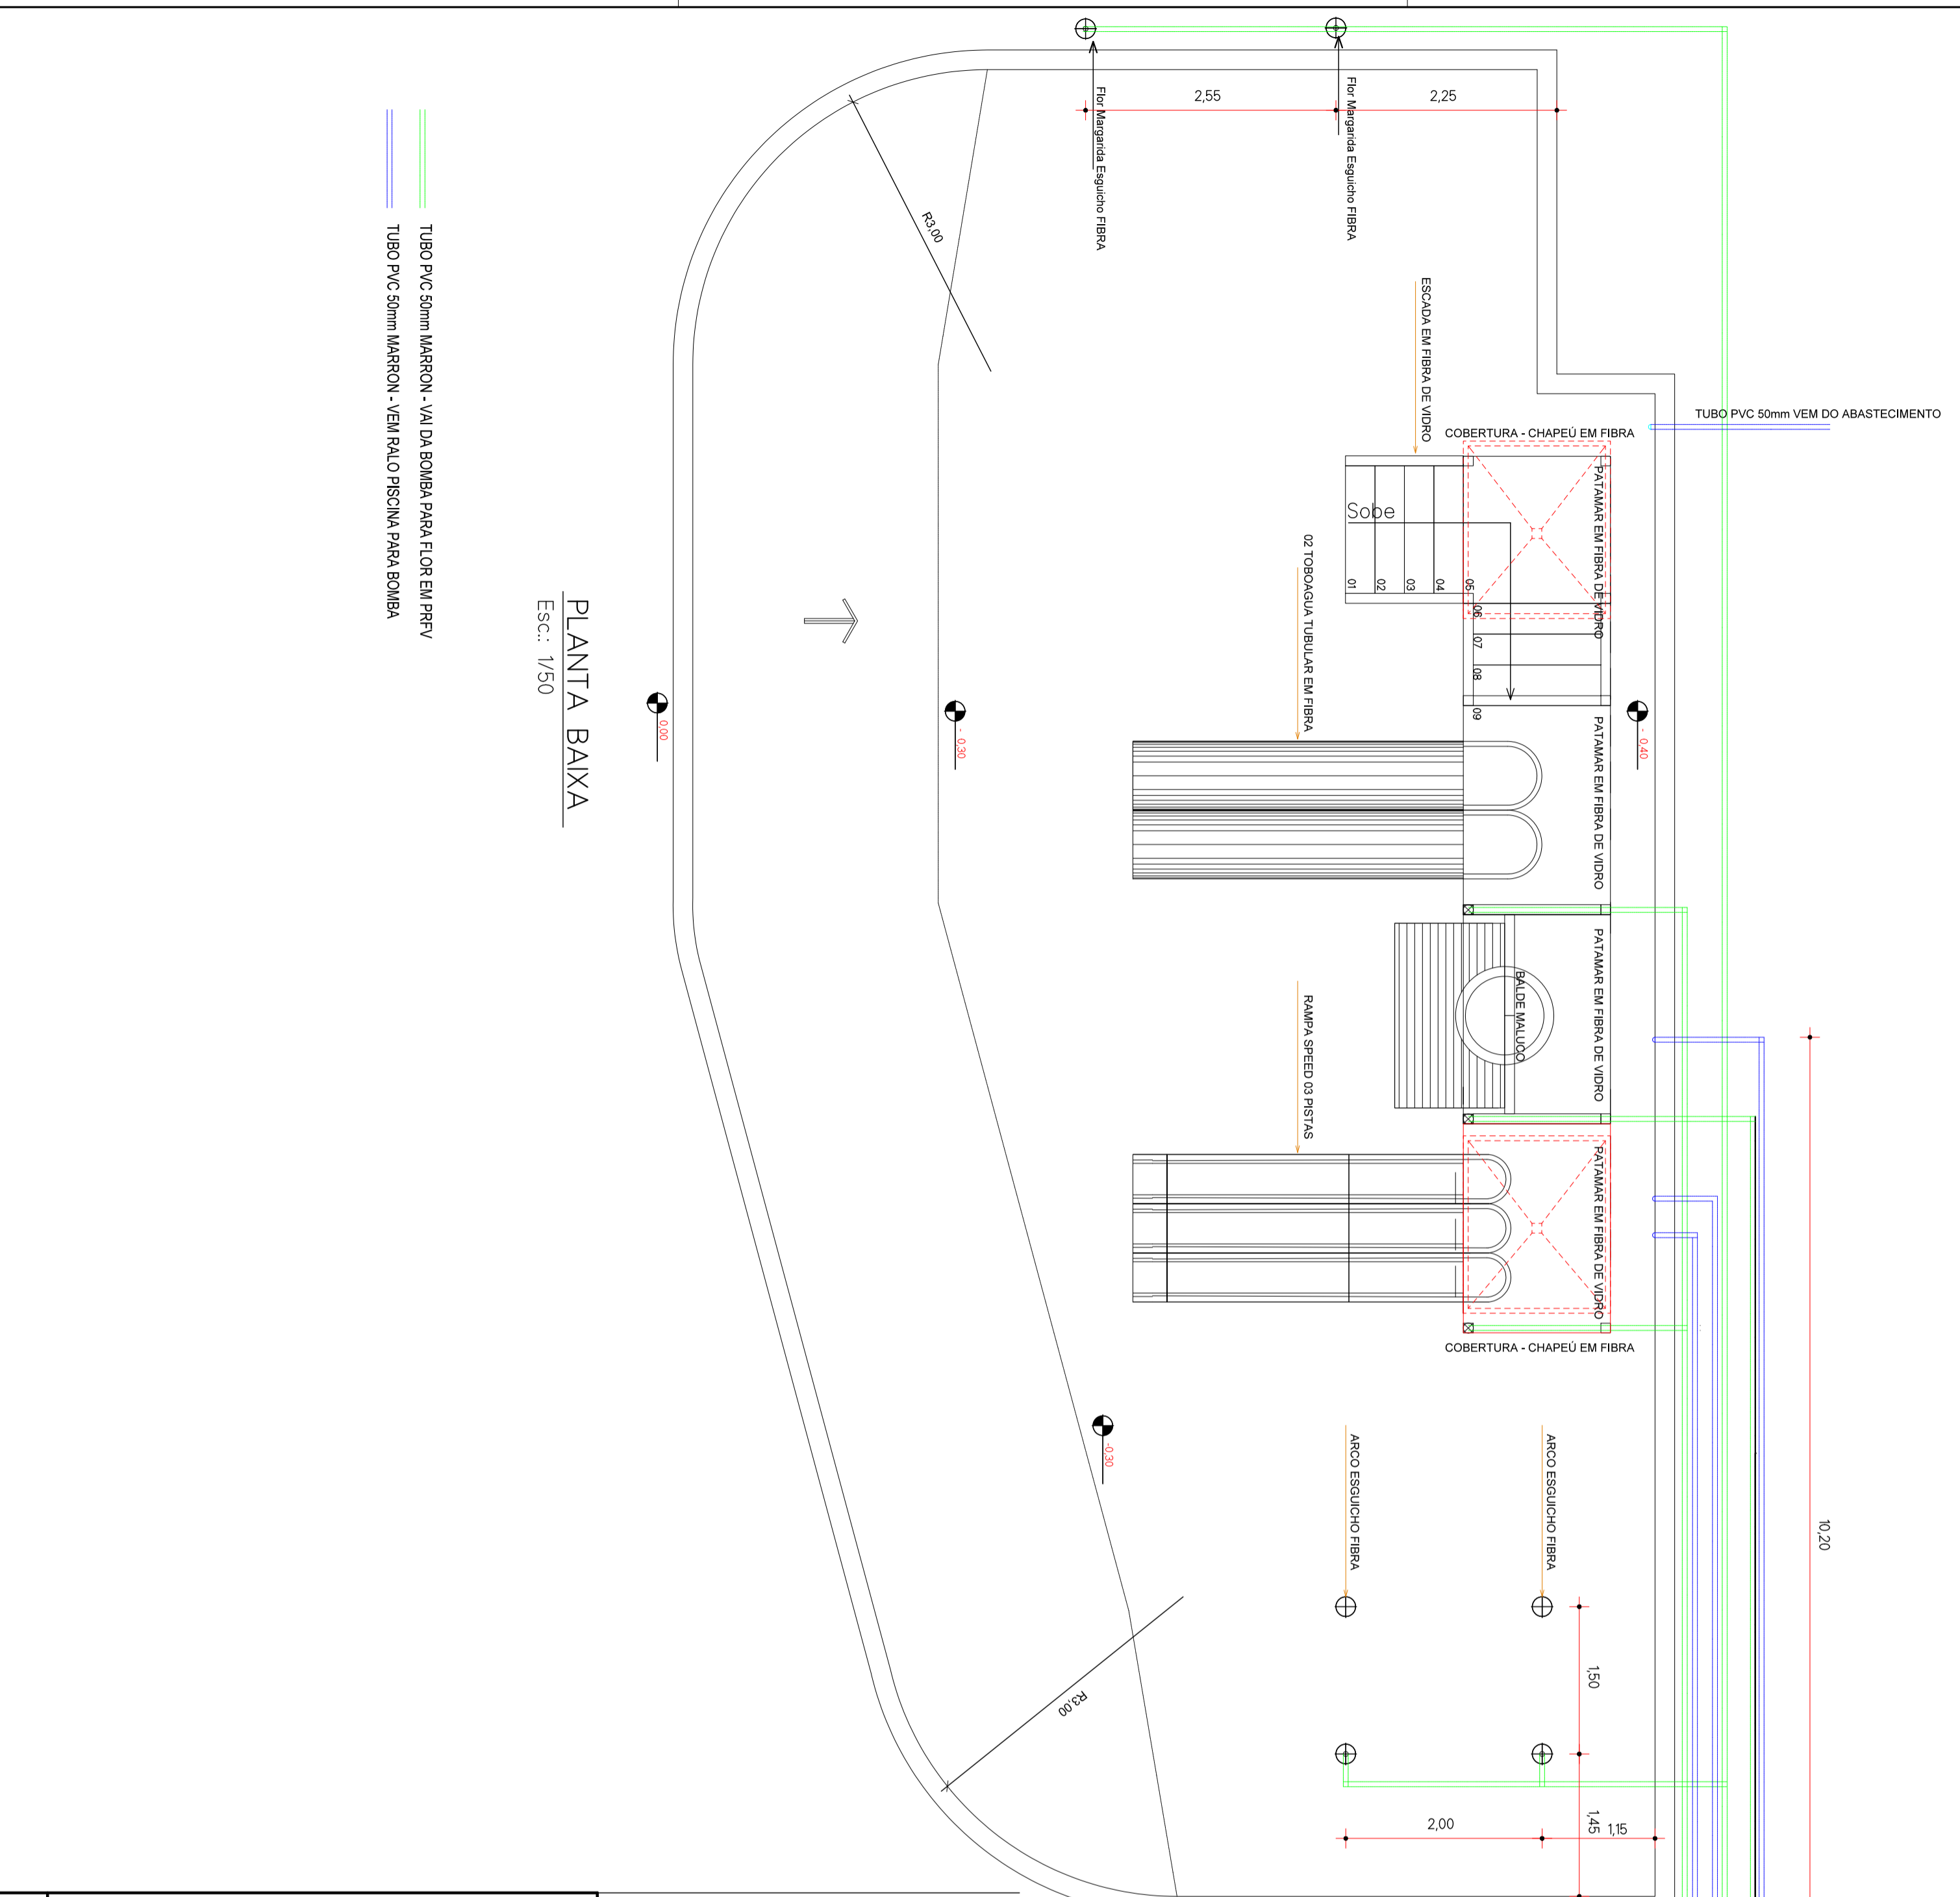 2,55
2,25
Flor Margarida Esguicho FIBRA
Flor Margarida Esguicho FIBRA
R3,00
TUBO PVC 50mm MARRON - VAI DA BOMBA PARA FLOR EM PRFV
TUBO PVC 50mm MARRON - VEM RALO PISCINA PARA BOMBA
ESCADA EM FIBRA DE VIDRO
TUBO PVC 50mm VEM DO ABASTECIMENTO
COBERTURA - CHAPEÚ EM FIBRA
PATAMAR EM FIBRA DE VIDRO
Sobe
01
02
03
04
05
06
07
08
09
02 TOBOAGUA TUBULAR EM FIBRA
PLANTA BAIXA
Esc.: 1/50
0,00
- 0,30
- 0,40
PATAMAR EM FIBRA DE VIDRO
PATAMAR EM FIBRA DE VIDRO
BALDE MALUCO
RAMPA SPEED 03 PISTAS
PATAMAR EM FIBRA DE VIDRO
COBERTURA - CHAPEÚ EM FIBRA
-0,30
ARCO ESGUICHO FIBRA
ARCO ESGUICHO FIBRA
10,20
1,50
R3,00
2,00
1,45
1,15